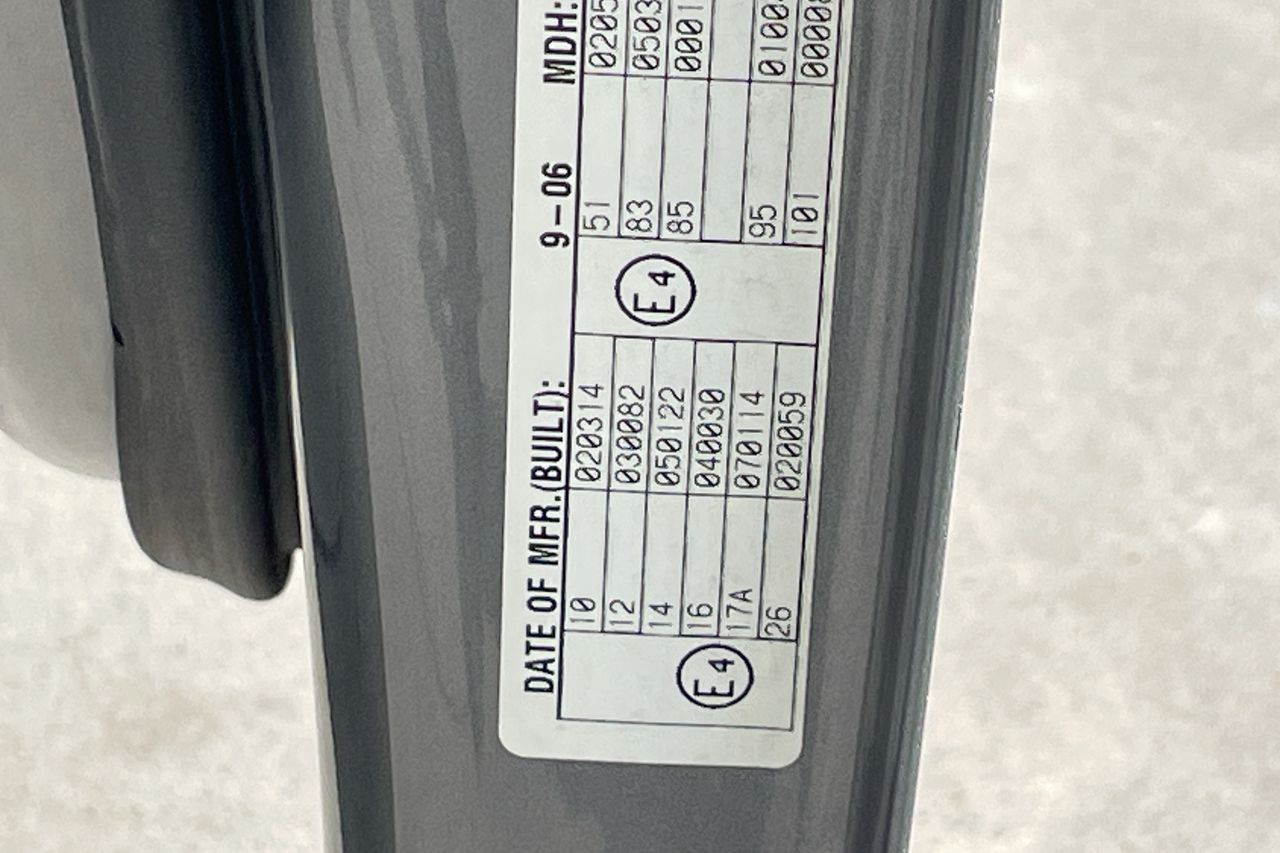 DATE OF MFR.(BUILT): 9-06 MDH:
10 020314 51
12 030082 83
14 050122 85
16 040030
17A 070114 95
26 020059 101
E4 E4